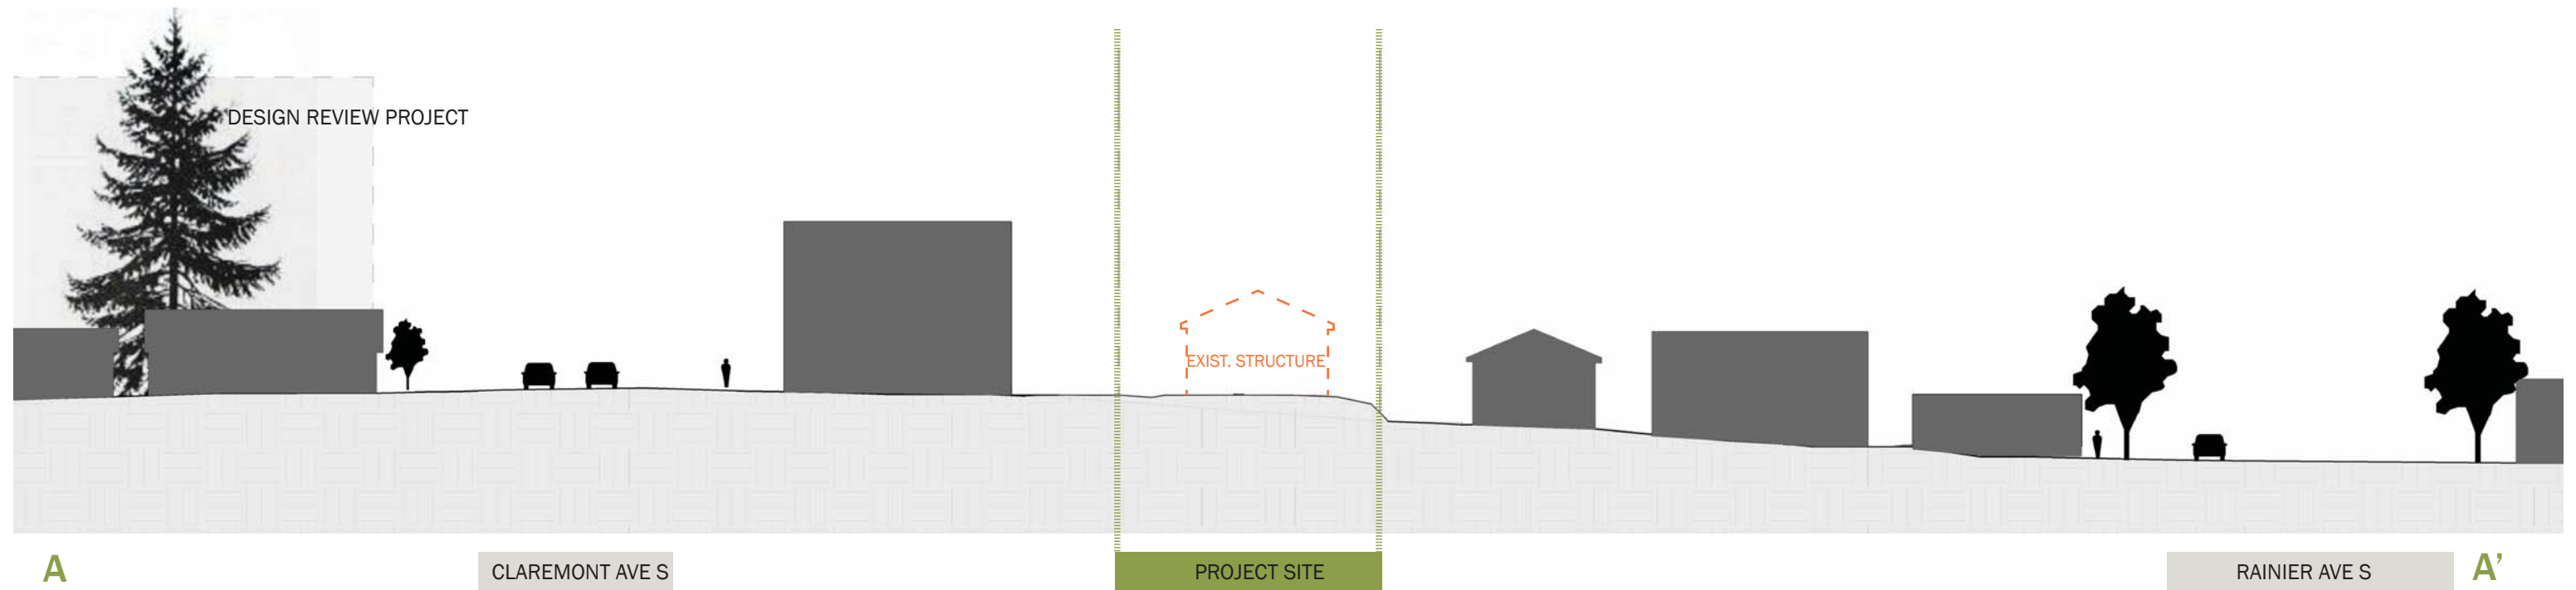 DESIGN REVIEW PROJECT
EXIST. STRUCTURE
A
CLAREMONT AVE S
PROJECT SITE
RAINIER AVE S
A’